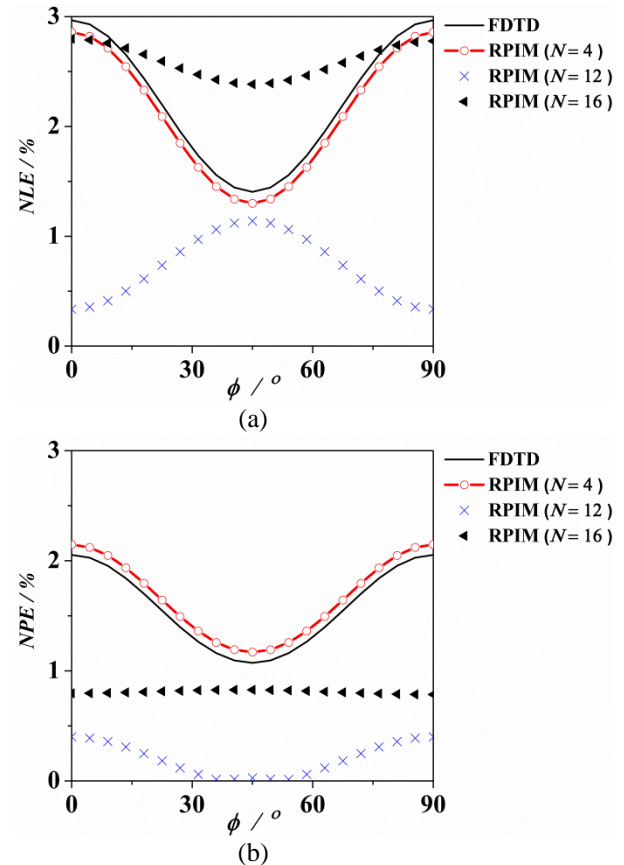 3
2
1
0
NLE / %
0
30
60
90
ϕ / °
FDTD
RPIM (N= 4 )
RPIM (N= 12 )
RPIM (N= 16 )
(a)
3
2
1
0
NPE / %
0
30
60
90
ϕ / °
FDTD
RPIM (N= 4 )
RPIM (N= 12 )
RPIM (N= 16 )
(b)